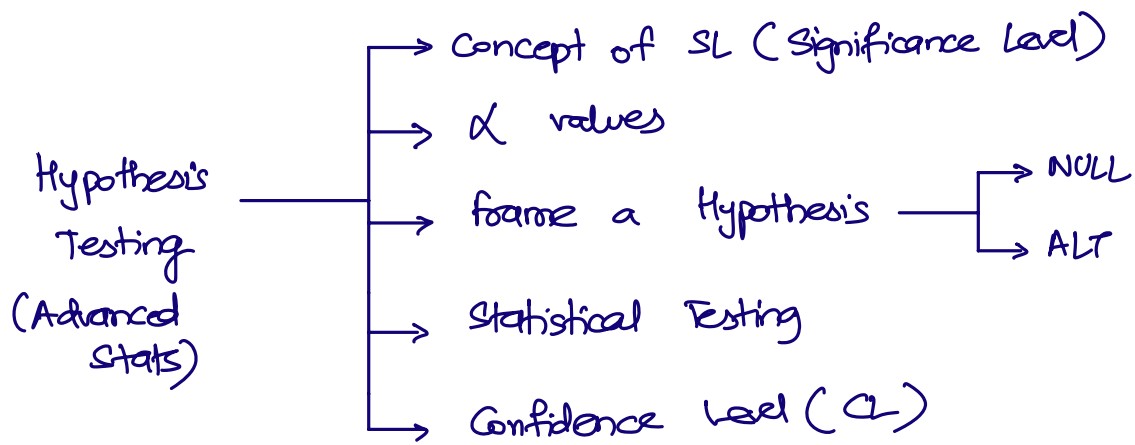 Concept of SL (Significance Level)
α values
Hypothesis
Testing
(Advanced
Stats)
frame a Hypothesis
NULL
ALT
Statistical Testing
Confidence Level (CL)